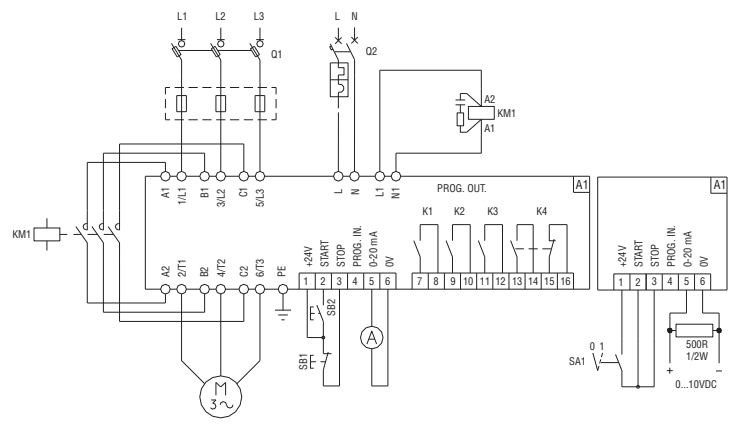 L1 L2 L3 L N
Q1 Q2
A2
KM1
A1
A1 1/L1 B1 3/L2 C1 5/L3 L N L1 N1 PROG. OUT. A1 A1
KM1
K1 K2 K3 K4
+24V START STOP PROG. IN. 0-20 mA 0V
+24V START STOP PROG. IN. 0-20 mA 0V
A2 2/T1 B2 4/T2 C2 6/T3 PE
1 2 3 4 5 6 7 8 9 10 11 12 13 14 15 16
1 2 3 4 5 6
SB2
SB1
A
M
3~
0 1
SA1
500R
1/2W
+ –
0...10VDC